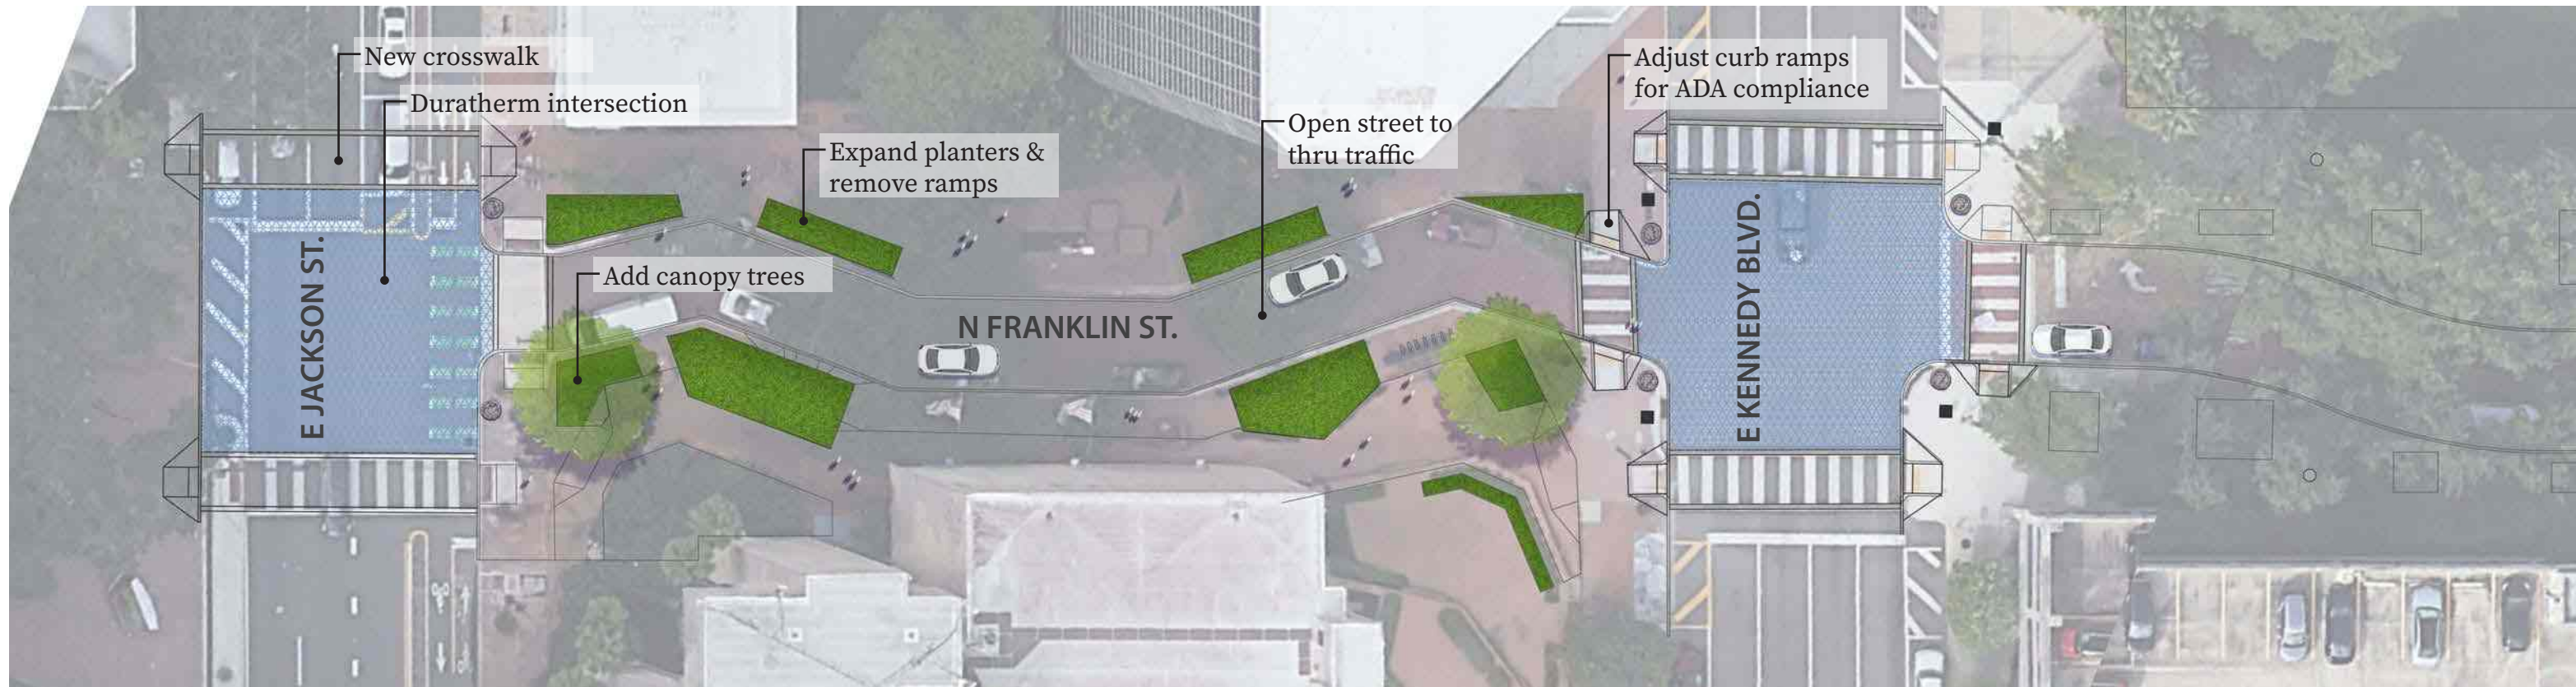 New crosswalk
Duratherm intersection
Expand planters &
remove ramps
Open street to
thru traffic
Adjust curb ramps
for ADA compliance
Add canopy trees
E JACKSON ST.
N FRANKLIN ST.
E KENNEDY BLVD.